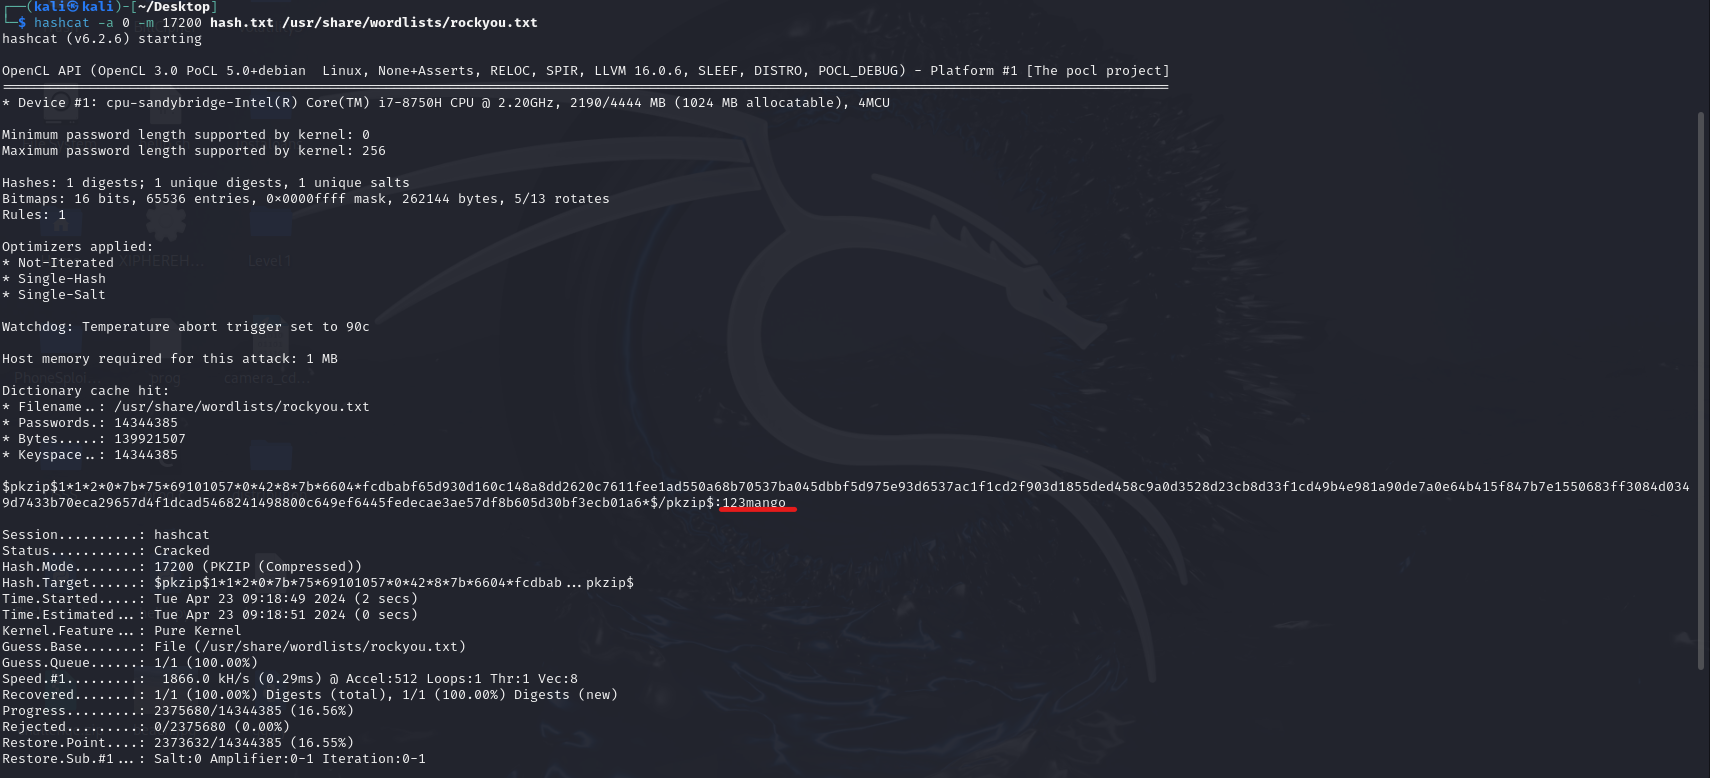 ┌──(kali㉿kali)-[~/Desktop]
└─$ hashcat -a 0 -m 17200 hash.txt /usr/share/wordlists/rockyou.txt
hashcat (v6.2.6) starting
OpenCL API (OpenCL 3.0 PoCL 5.0+debian  Linux, None+Asserts, RELOC, SPIR, LLVM 16.0.6, SLEEF, DISTRO, POCL_DEBUG) - Platform #1 [The pocl project]
* Device #1: cpu-sandybridge-Intel(R) Core(TM) i7-8750H CPU @ 2.20GHz, 2190/4444 MB (1024 MB allocatable), 4MCU
Minimum password length supported by kernel: 0
Maximum password length supported by kernel: 256
Hashes: 1 digests; 1 unique digests, 1 unique salts
Bitmaps: 16 bits, 65536 entries, 0x0000ffff mask, 262144 bytes, 5/13 rotates
Rules: 1
Optimizers applied:
* Not-Iterated
* Single-Hash
* Single-Salt
Watchdog: Temperature abort trigger set to 90c
Host memory required for this attack: 1 MB
Dictionary cache hit:
* Filename..: /usr/share/wordlists/rockyou.txt
* Passwords.: 14344385
* Bytes.....: 139921507
* Keyspace..: 14344385
$pkzip$1*1*2*0*7b*75*69101057*0*42*8*7b*6604*fcdbabf65d930d160c148a8dd2620c7611fee1ad550a68b70537ba045dbbf5d975e93d6537ac1f1cd2f903d1855ded458c9a0d3528d23cb8d33f1cd49b4e981a90de7a0e64b415f847b7e1550683ff3084d034
9d7433b70eca29657d4f1dcad5468241498800c649ef6445fedecae3ae57df8b605d30bf3ecb01a6*$/pkzip$:123mango
Session..........: hashcat
Status...........: Cracked
Hash.Mode........: 17200 (PKZIP (Compressed))
Hash.Target......: $pkzip$1*1*2*0*7b*75*69101057*0*42*8*7b*6604*fcdbab...pkzip$
Time.Started.....: Tue Apr 23 09:18:49 2024 (2 secs)
Time.Estimated...: Tue Apr 23 09:18:51 2024 (0 secs)
Kernel.Feature...: Pure Kernel
Guess.Base.......: File (/usr/share/wordlists/rockyou.txt)
Guess.Queue......: 1/1 (100.00%)
Speed.#1.........:  1866.0 kH/s (0.29ms) @ Accel:512 Loops:1 Thr:1 Vec:8
Recovered........: 1/1 (100.00%) Digests (total), 1/1 (100.00%) Digests (new)
Progress.........: 2375680/14344385 (16.56%)
Rejected.........: 0/2375680 (0.00%)
Restore.Point....: 2373632/14344385 (16.55%)
Restore.Sub.#1...: Salt:0 Amplifier:0-1 Iteration:0-1